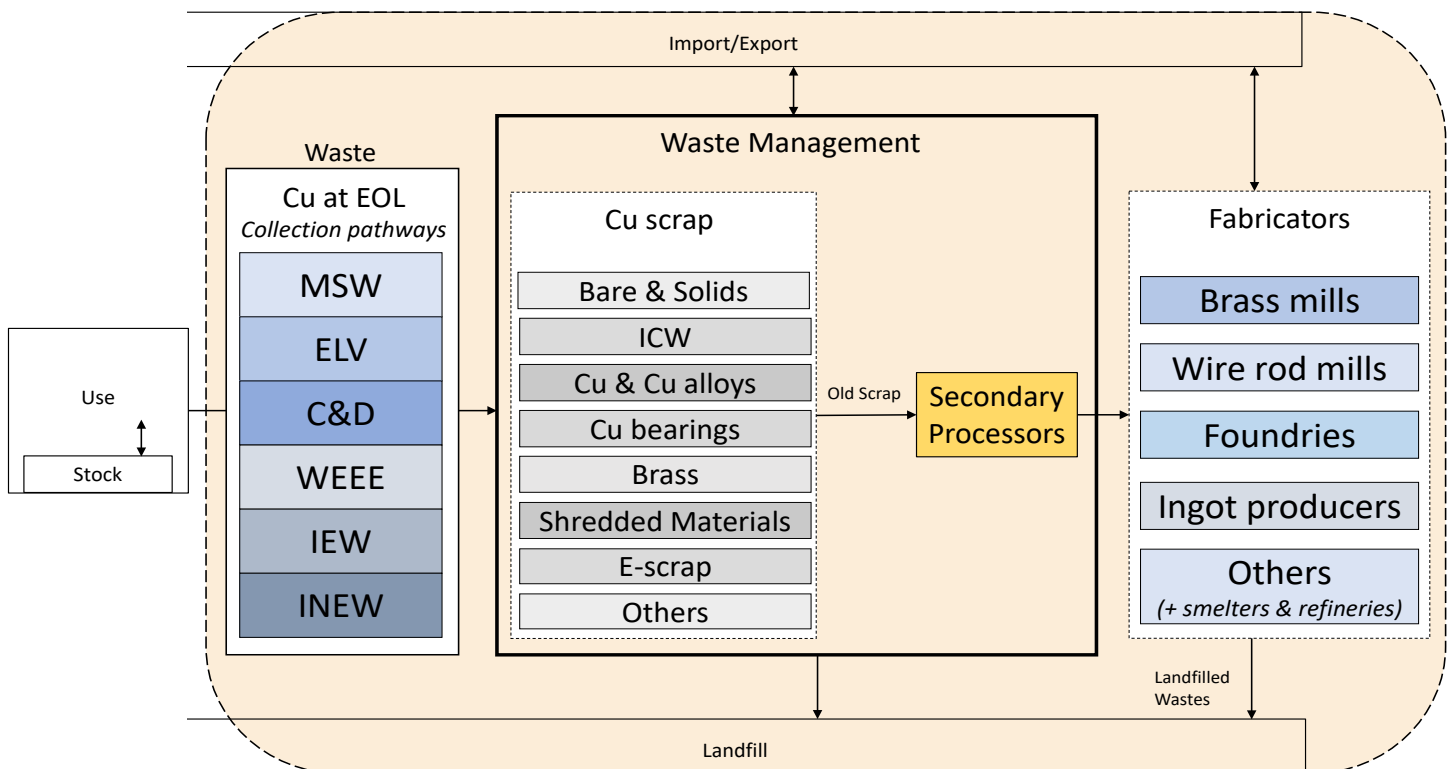 Import/Export
Waste Management
Waste
Cu at EOL
Collection pathways
MSW
ELV
C&D
WEEE
IEW
INEW
Use
Stock
Cu scrap
Bare & Solids
ICW
Cu & Cu alloys
Cu bearings
Brass
Shredded Materials
E-scrap
Others
Old Scrap
Secondary
Processors
Fabricators
Brass mills
Wire rod mills
Foundries
Ingot producers
Others
(+ smelters & refineries)
Landfilled
Wastes
Landfill